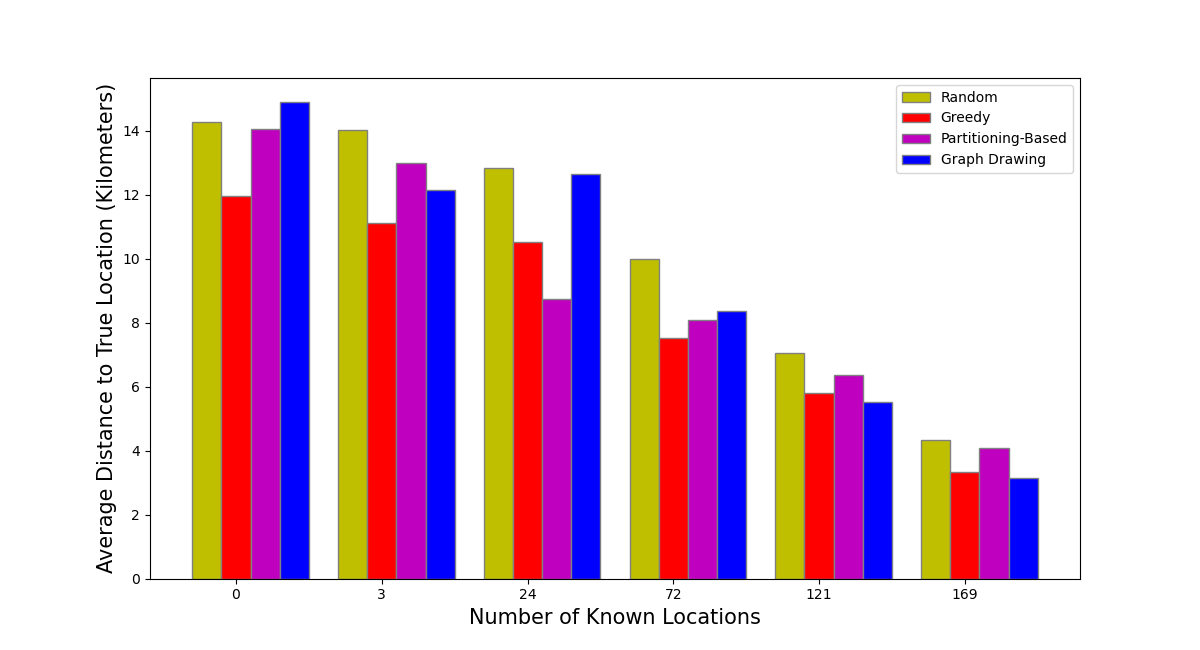 Random
Greedy
Partitioning-Based
Graph Drawing
Average Distance to True Location (Kilometers)
14
12
10
8
6
4
2
0
0 3 24 72 121 169
Number of Known Locations